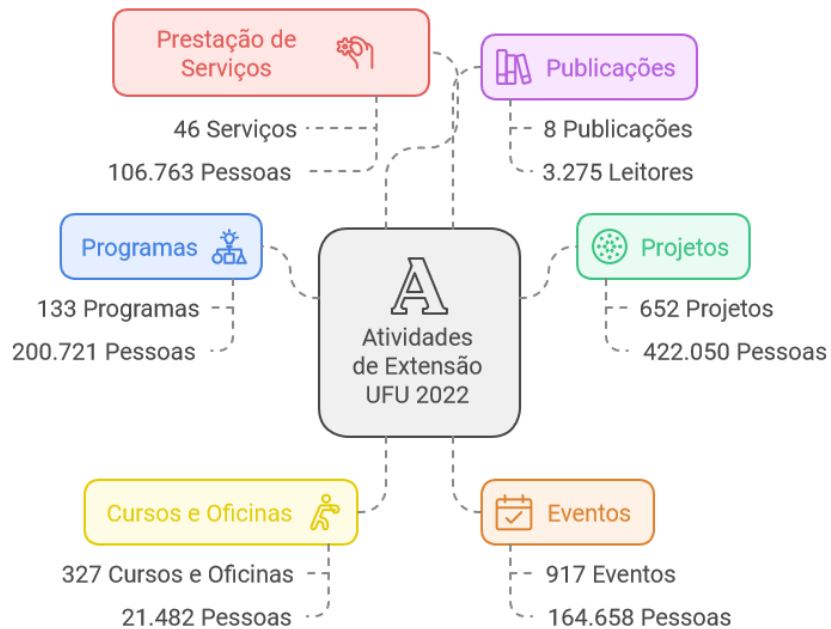 Prestação de
Serviços
46 Serviços
106.763 Pessoas
Publicações
8 Publicações
3.275 Leitores
Programas
133 Programas
200.721 Pessoas
Projetos
652 Projetos
422.050 Pessoas
A
Atividades
de Extensão
UFU 2022
Cursos e Oficinas
327 Cursos e Oficinas
21.482 Pessoas
Eventos
917 Eventos
164.658 Pessoas